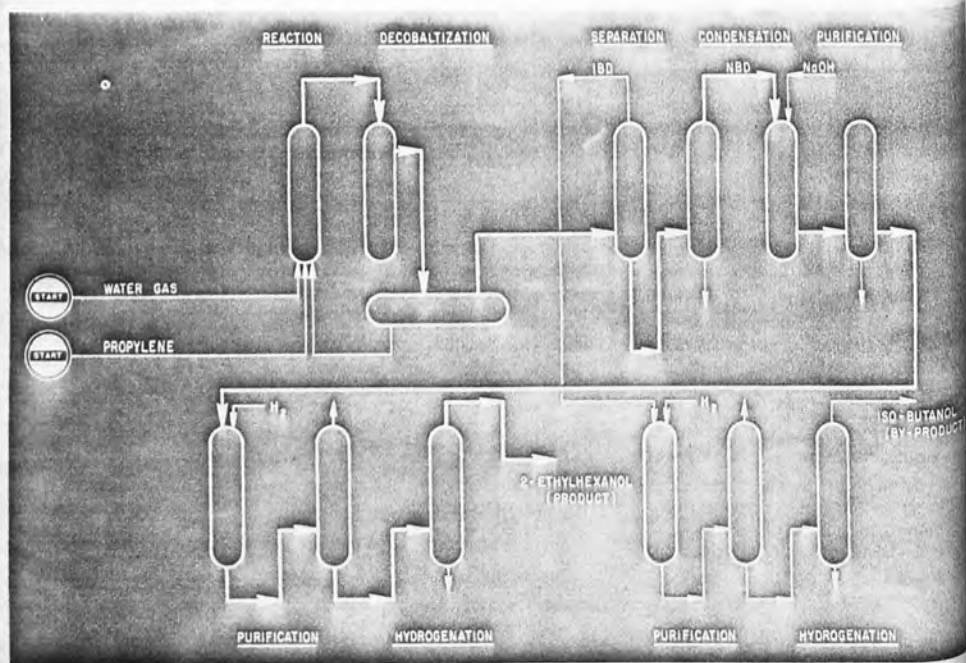 REACTION
DECOBALTIZATION
SEPARATION
CONDENSATION
PURIFICATION
IBD
NBD
NaOH
START
WATER GAS
START
PROPYLENE
H2
H2
ISO-BUTANOL
(BY-PRODUCT)
2-ETHYLHEXANOL
(PRODUCT)
PURIFICATION
HYDROGENATION
PURIFICATION
HYDROGENATION